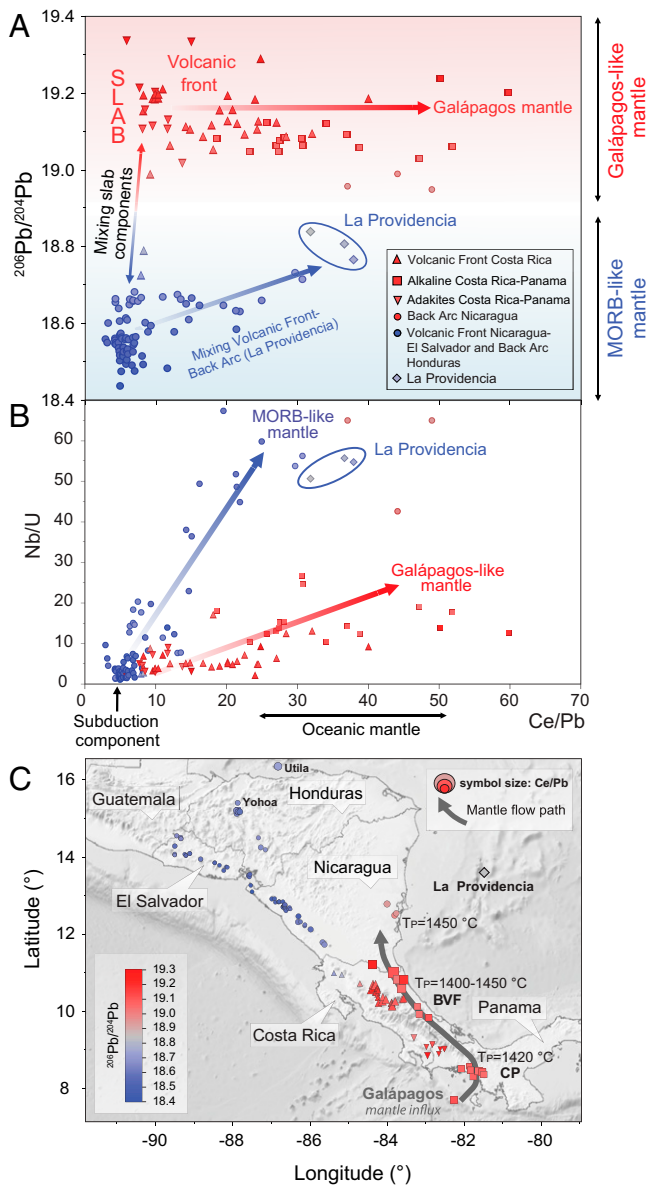 A
19.4
19.2
19.0
18.8
18.6
18.4
206Pb/204Pb
SLAB
Volcanic
front
Galápagos mantle
Mixing slab
components
La Providencia
Mixing Volcanic Front-
Back Arc (La Providencia)
Volcanic Front Costa Rica
Alkaline Costa Rica-Panama
Adakites Costa Rica-Panama
Back Arc Nicaragua
Volcanic Front Nicaragua-
El Salvador and Back Arc
Honduras
La Providencia
Galápagos-like
mantle
MORB-like
mantle
B
60
50
40
30
20
10
0
Nb/U
MORB-like
mantle
La Providencia
Galápagos-like
mantle
0 10 20 30 40 50 60 70
Subduction
component
Oceanic mantle
Ce/Pb
C
16
14
12
10
8
Latitude (°)
Utila
Yohoa
Guatemala
Honduras
El Salvador
Nicaragua
Costa Rica
Panama
La Providencia
symbol size: Ce/Pb
Mantle flow path
TP=1450 °C
TP=1400-1450 °C
BVF
TP=1420 °C
CP
Galápagos
mantle influx
206Pb/204Pb
19.3
19.2
19.1
19.0
18.9
18.8
18.7
18.6
18.5
18.4
-90 -88 -86 -84 -82 -80
Longitude (°)